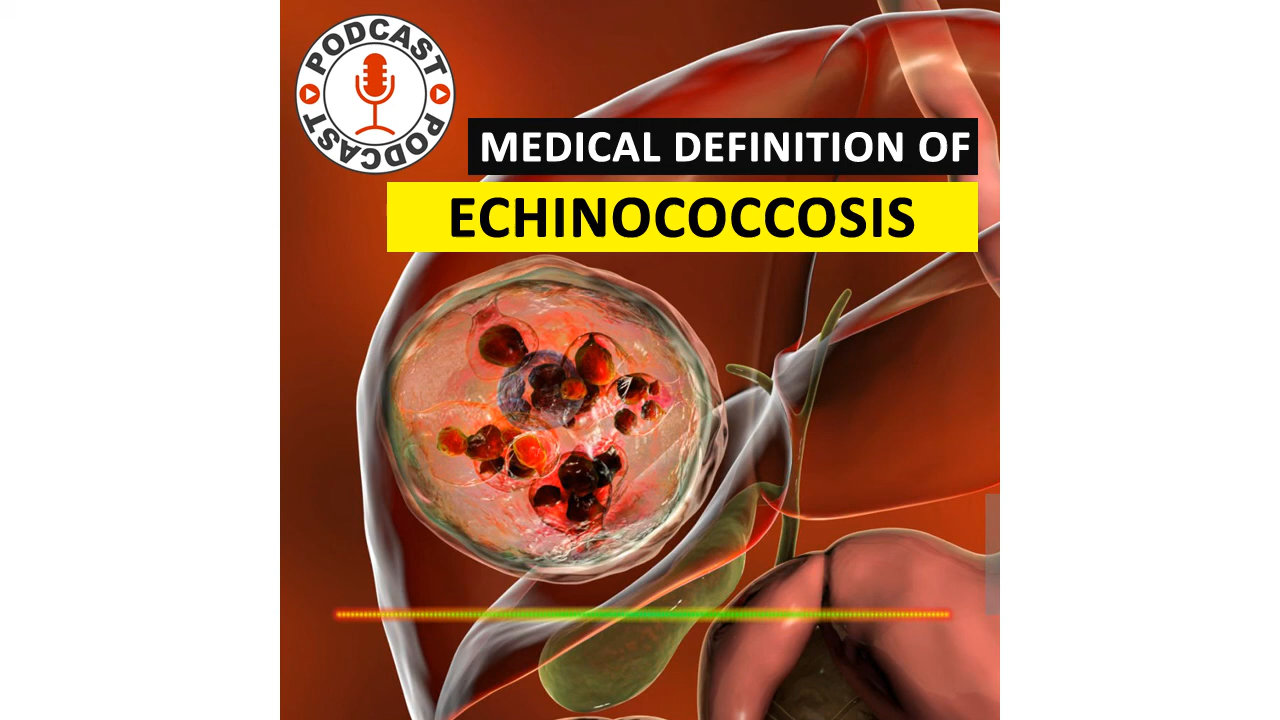 PODCAST
PODCAST
MEDICAL DEFINITION OF
ECHINOCOCCOSIS